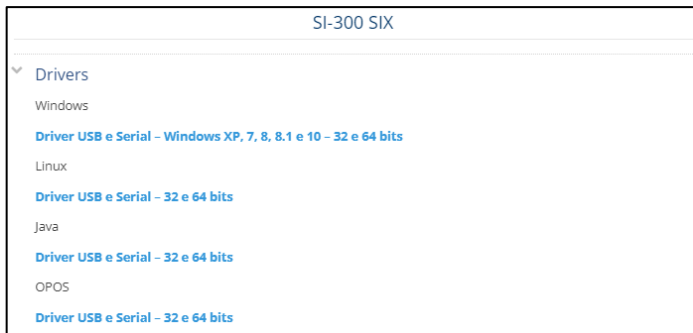 SI-300 SIX
Drivers
Windows
Driver USB e Serial – Windows XP, 7, 8, 8.1 e 10 – 32 e 64 bits
Linux
Driver USB e Serial – 32 e 64 bits
Java
Driver USB e Serial – 32 e 64 bits
OPOS
Driver USB e Serial – 32 e 64 bits